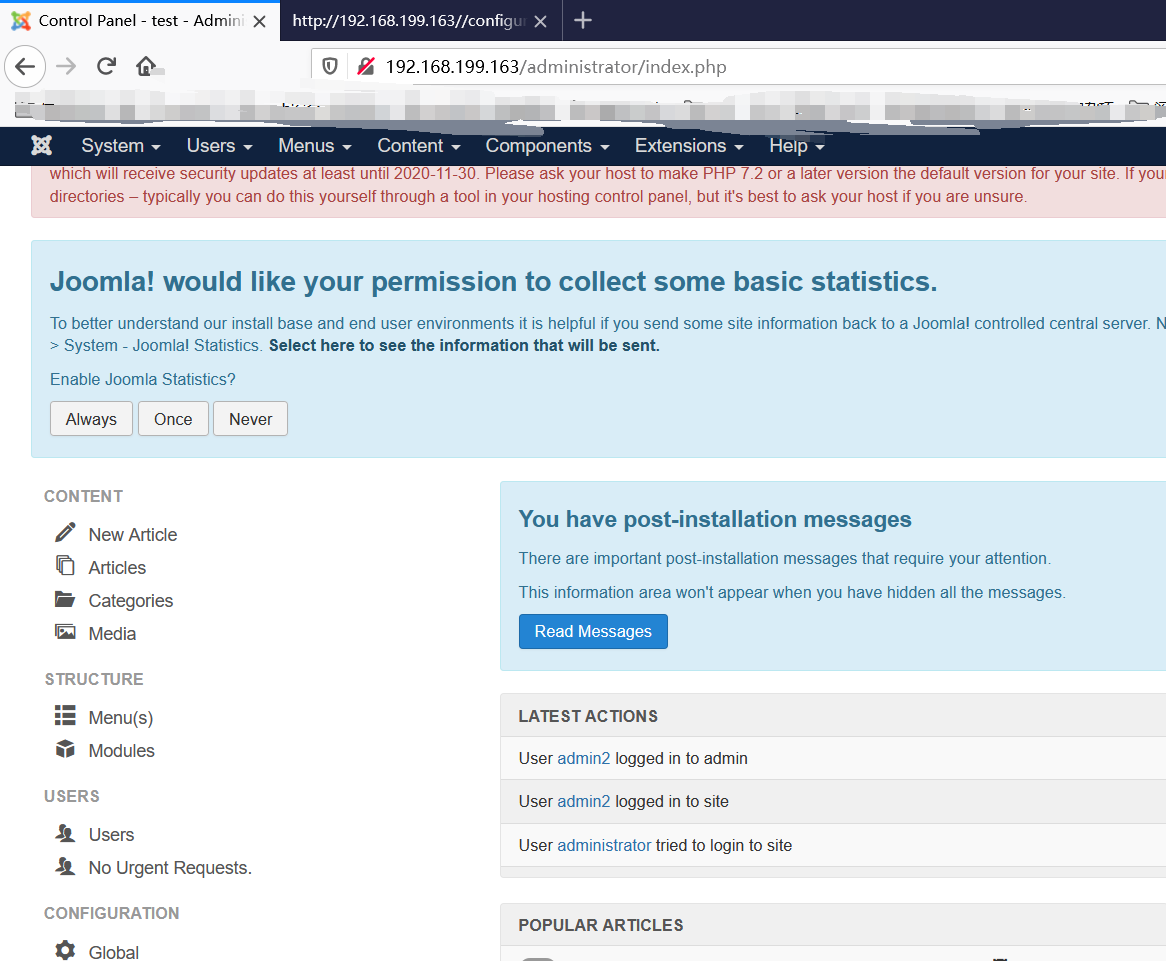 Control Panel - test - Admini
http://192.168.199.163//configu
192.168.199.163/administrator/index.php
System Users Menus Content Components Extensions Help
which will receive security updates at least until 2020-11-30. Please ask your host to make PHP 7.2 or a later version the default version for your site. If you
directories – typically you can do this yourself through a tool in your hosting control panel, but it's best to ask your host if you are unsure.
Joomla! would like your permission to collect some basic statistics.
To better understand our install base and end user environments it is helpful if you send some site information back to a Joomla! controlled central server. N
> System - Joomla! Statistics. Select here to see the information that will be sent.
Enable Joomla Statistics?
Always Once Never
CONTENT
New Article
Articles
Categories
Media
STRUCTURE
Menu(s)
Modules
USERS
Users
No Urgent Requests.
CONFIGURATION
Global
You have post-installation messages
There are important post-installation messages that require your attention.
This information area won't appear when you have hidden all the messages.
Read Messages
LATEST ACTIONS
User admin2 logged in to admin
User admin2 logged in to site
User administrator tried to login to site
POPULAR ARTICLES